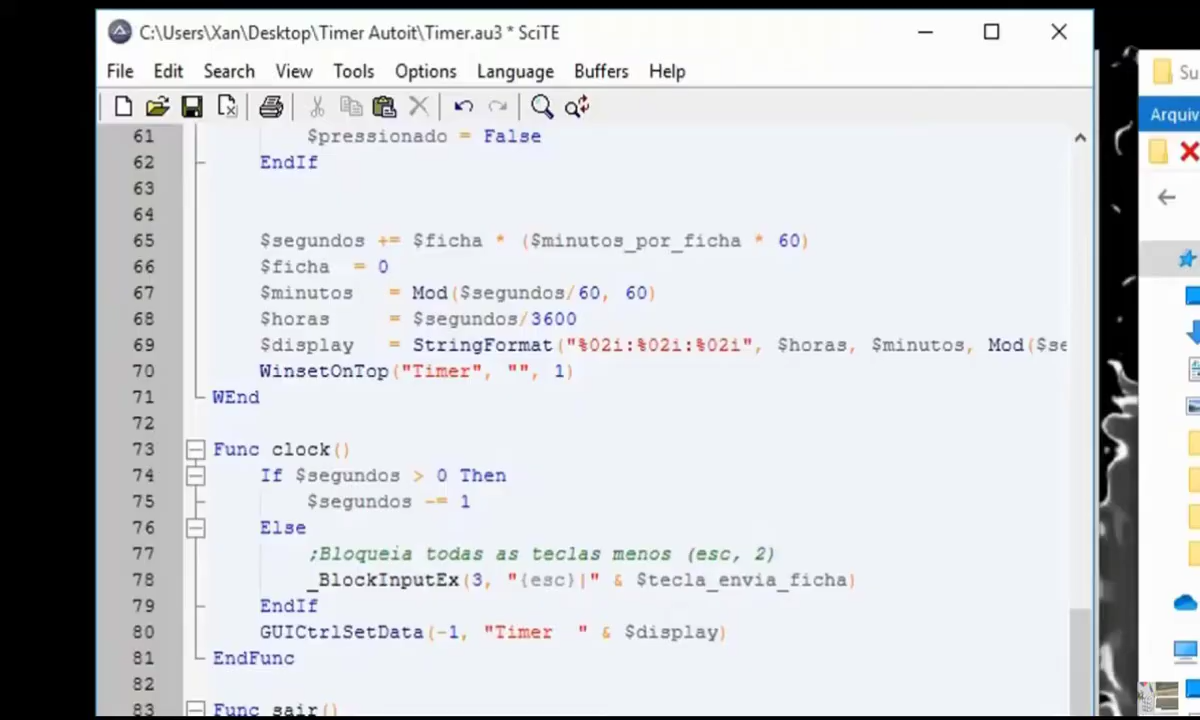 C:\Users\Xan\Desktop\Timer Autoit\Timer.au3 * SciTE
File Edit Search View Tools Options Language Buffers Help
61 $pressionado = False
62 EndIf
63
64
65 $segundos += $ficha * ($minutos_por_ficha * 60)
66 $ficha = 0
67 $minutos = Mod($segundos/60, 60)
68 $horas = $segundos/3600
69 $display = StringFormat("%02i:%02i:%02i", $horas, $minutos, Mod($se
70 WinsetOnTop("Timer", "", 1)
71 WEnd
72
73 Func clock()
74 If $segundos > 0 Then
75 $segundos -= 1
76 Else
77 ;Bloqueia todas as teclas menos (esc, 2)
78 _BlockInputEx(3, "{esc}|" & $tecla_envia_ficha)
79 EndIf
80 GUICtrlSetData(-1, "Timer " & $display)
81 EndFunc
82
83 Func sair()
Su
Arquiv